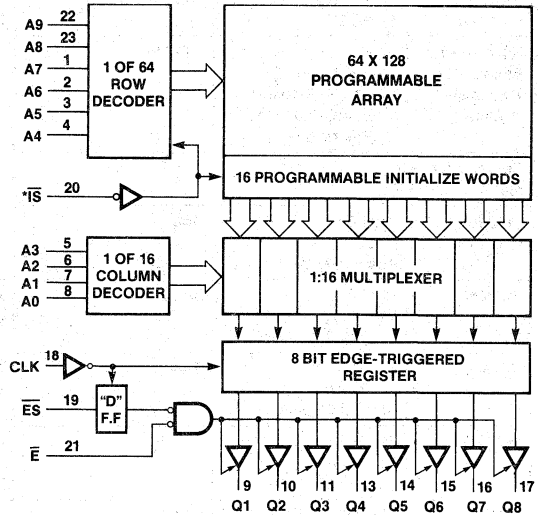 A9 22
A8 23
A7 1
A6 2
A5 3
A4 4
1 OF 64
ROW
DECODER
64 X 128
PROGRAMMABLE
ARRAY
16 PROGRAMMABLE INITIALIZE WORDS
*IS 20
A3 5
A2 6
A1 7
A0 8
1 OF 16
COLUMN
DECODER
1:16 MULTIPLEXER
CLK 18
8 BIT EDGE-TRIGGERED
REGISTER
ES 19
"D"
F.F
E 21
9 10 11 13 14 15 16 17
Q1 Q2 Q3 Q4 Q5 Q6 Q7 Q8